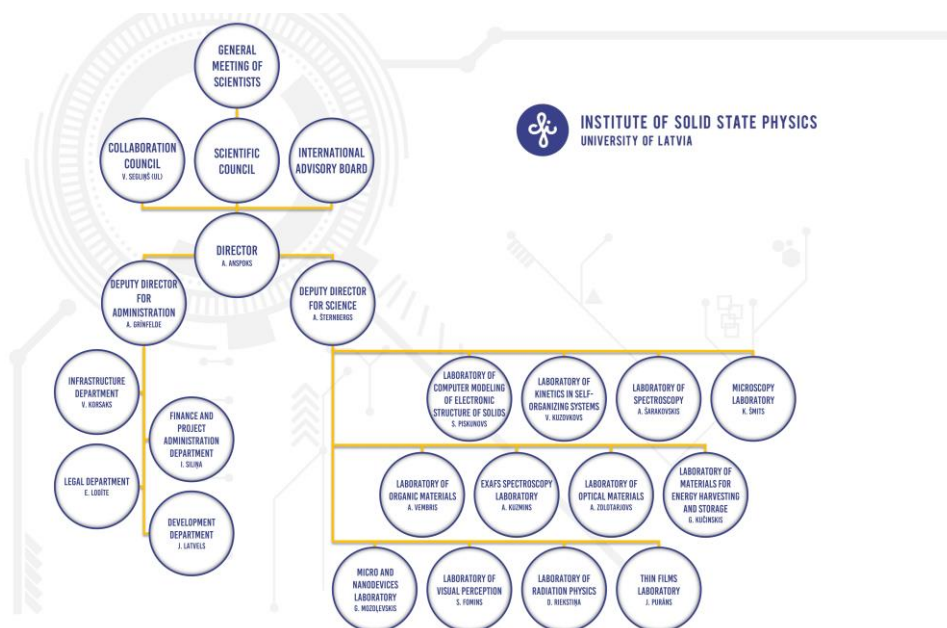 GENERAL
MEETING OF
SCIENTISTS
COLLABORATION
COUNCIL
V. SEGLIŅŠ (UL)
SCIENTIFIC
COUNCIL
INTERNATIONAL
ADVISORY BOARD
INSTITUTE OF SOLID STATE PHYSICS
UNIVERSITY OF LATVIA
DIRECTOR
A. ANSPOKS
DEPUTY DIRECTOR
FOR
ADMINISTRATION
A. GRĪNFELDE
DEPUTY DIRECTOR
FOR SCIENCE
A. ŠTERNBERGS
INFRASTRUCTURE
DEPARTMENT
V. KORSAKS
FINANCE AND
PROJECT
ADMINISTRATION
DEPARTMENT
I. SILIŅA
LEGAL DEPARTMENT
E. LODĪTE
DEVELOPMENT
DEPARTMENT
J. LATVELS
LABORATORY OF
COMPUTER MODELING
OF ELECTRONIC
STRUCTURE OF SOLIDS
S. PISKUNOVS
LABORATORY OF
KINETICS IN SELF-
ORGANIZING SYSTEMS
V. KUZOVKOVS
LABORATORY OF
SPECTROSCOPY
A. ŠARAKOVSKIS
MICROSCOPY
LABORATORY
K. ŠMITS
LABORATORY OF
ORGANIC MATERIALS
A. VEMBRIS
EXAFS SPECTROSCOPY
LABORATORY
A. KUZMINS
LABORATORY OF
OPTICAL MATERIALS
A. ZOLOTARJOVS
LABORATORY OF
MATERIALS FOR
ENERGY HARVESTING
AND STORAGE
G. KUČINSKIS
MICRO AND
NANODEVICES
LABORATORY
G. MOZOĻEVSKIS
LABORATORY OF
VISUAL PERCEPTION
S. FOMINS
LABORATORY OF
RADIATION PHYSICS
D. RIEKSTIŅA
THIN FILMS
LABORATORY
J. PURĀNS